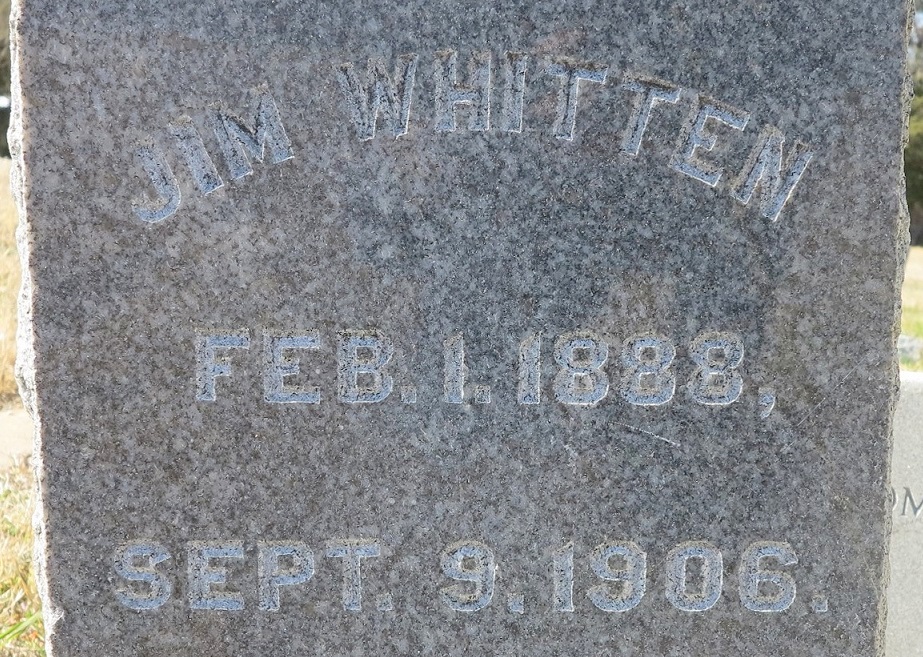 JIM WHITTEN
FEB. 1. 1888,
SEPT. 9. 1906.